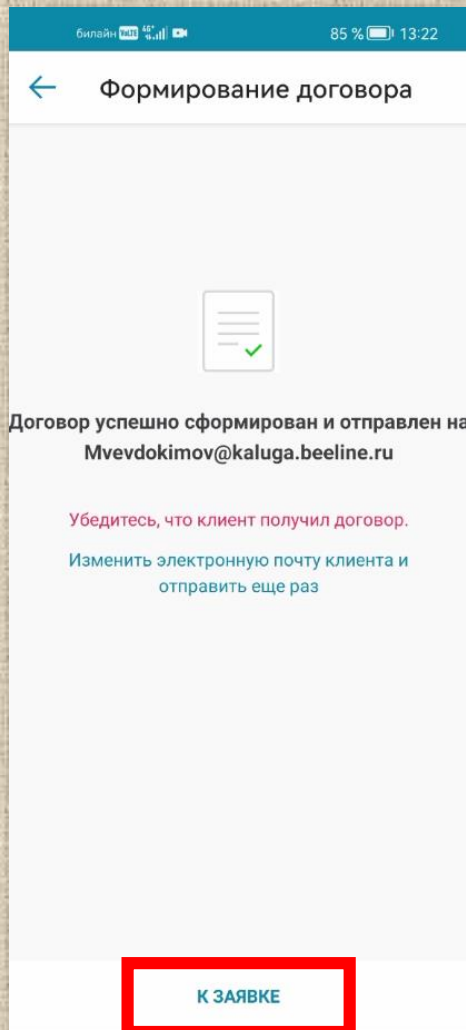 билайн VoLTE 85 % 13:22
Формирование договора
Договор успешно сформирован и отправлен на
Mvevdokimov@kaluga.beeline.ru
Убедитесь, что клиент получил договор.
Изменить электронную почту клиента и
отправить еще раз
К ЗАЯВКЕ